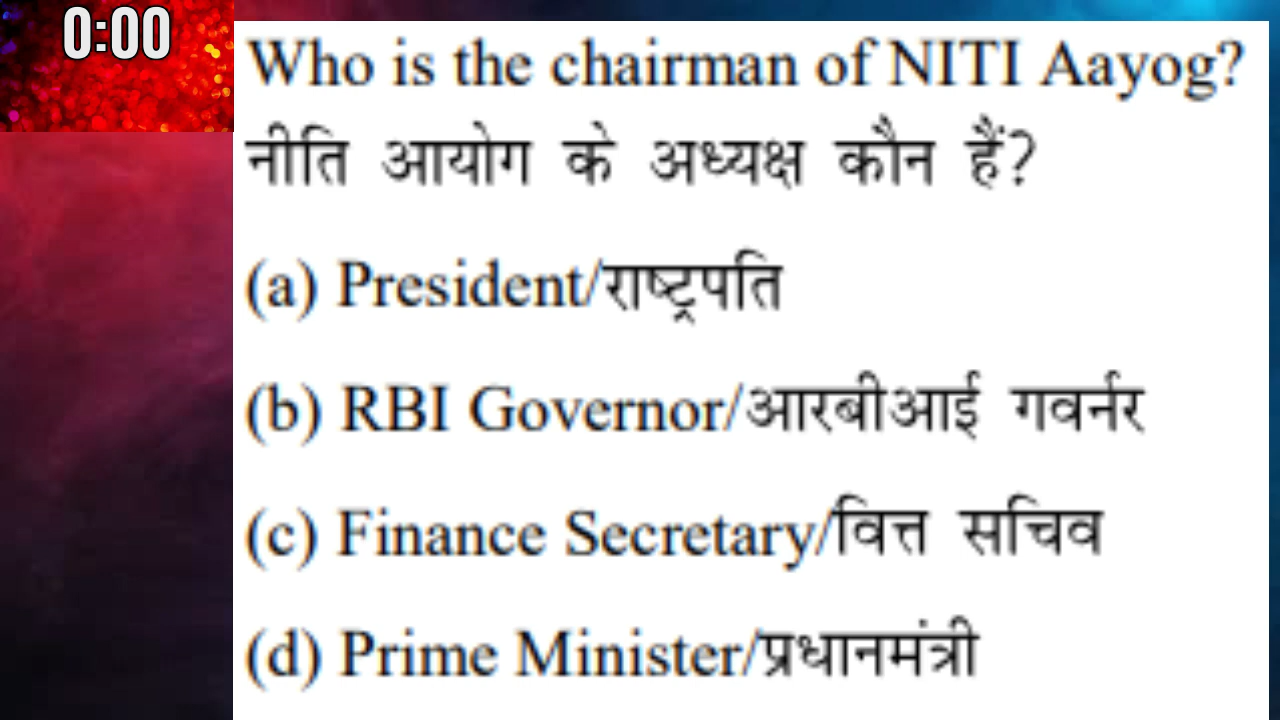 0:00
Who is the chairman of NITI Aayog?
नीति आयोग के अध्यक्ष कौन हैं?
(a) President/राष्ट्रपति
(b) RBI Governor/आरबीआई गवर्नर
(c) Finance Secretary/वित्त सचिव
(d) Prime Minister/प्रधानमंत्री